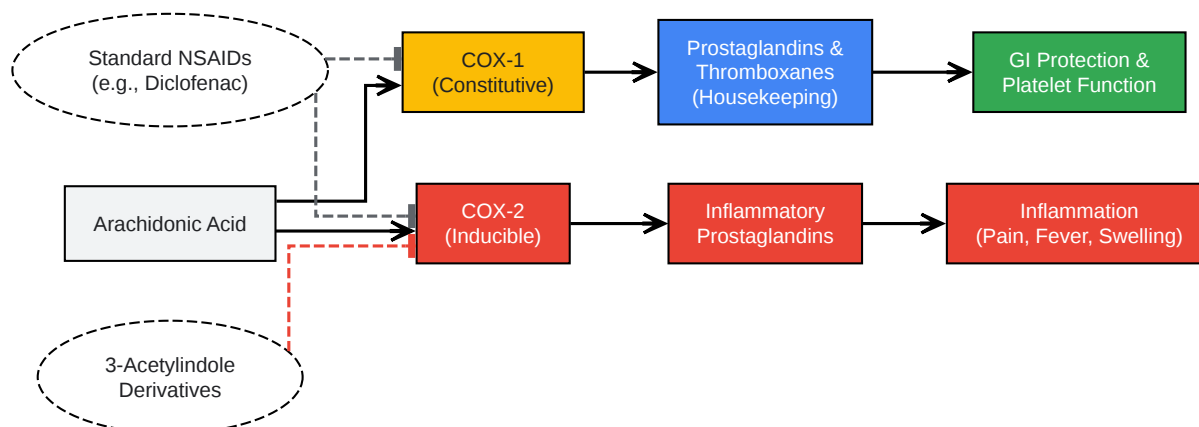 Standard NSAIDs
(e.g., Diclofenac)
COX-1
(Constitutive)
Prostaglandins &
Thromboxanes
(Housekeeping)
GI Protection &
Platelet Function
Arachidonic Acid
COX-2
(Inducible)
Inflammatory
Prostaglandins
Inflammation
(Pain, Fever, Swelling)
3-Acetylindole
Derivatives